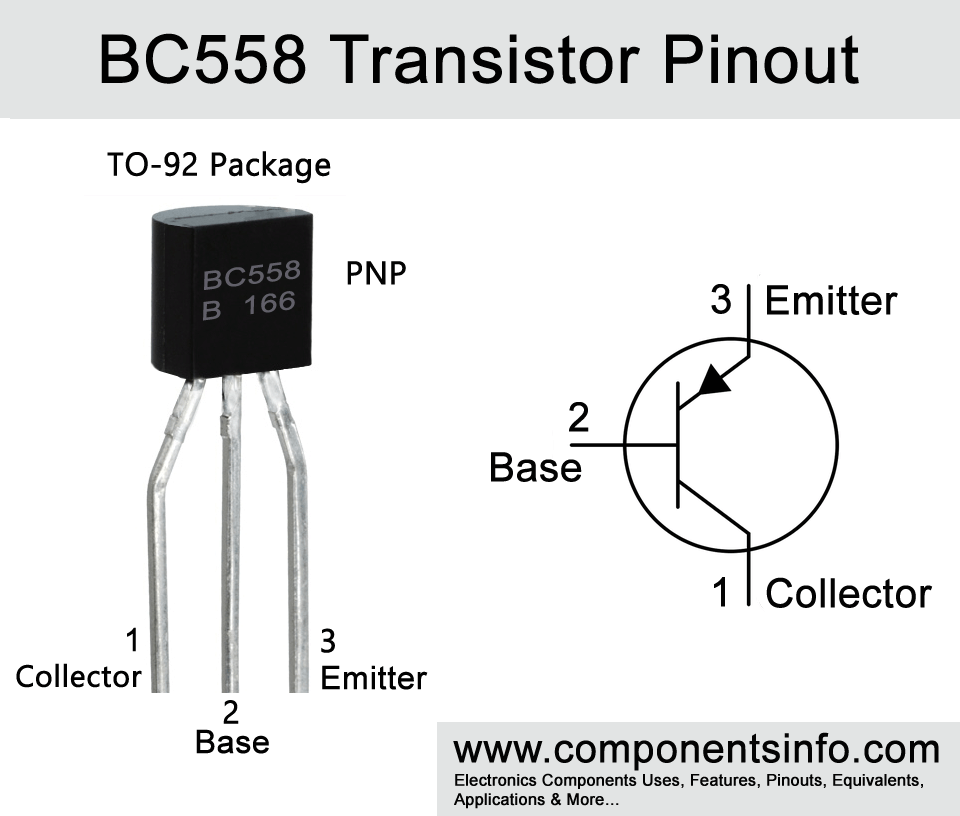 BC558 Transistor Pinout
TO-92 Package
BC558
B 166
PNP
3 Emitter
2
Base
1 Collector
1
Collector
2
Base
3
Emitter
www.componentsinfo.com
Electronics Components Uses, Features, Pinouts, Equivalents,
Applications & More...